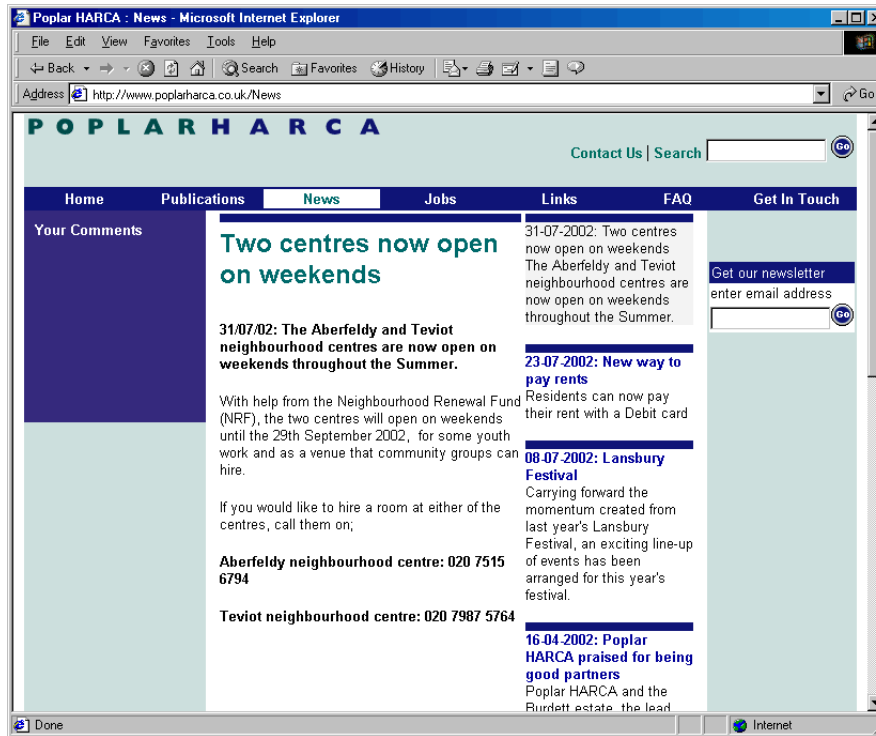 Poplar HARCA : News - Microsoft Internet Explorer
File Edit View Favorites Tools Help
Back Search Favorites History
Address http://www.poplarharca.co.uk/News Go
POPLARHARCA
Contact Us | Search Go
Home Publications News Jobs Links FAQ Get In Touch
Your Comments
Two centres now open
on weekends
31/07/02: The Aberfeldy and Teviot
neighbourhood centres are now open on
weekends throughout the Summer.
With help from the Neighbourhood Renewal Fund
(NRF), the two centres will open on weekends
until the 29th September 2002, for some youth
work and as a venue that community groups can
hire.
If you would like to hire a room at either of the
centres, call them on;
Aberfeldy neighbourhood centre: 020 7515
6794
Teviot neighbourhood centre: 020 7987 5764
31-07-2002: Two centres
now open on weekends
The Aberfeldy and Teviot
neighbourhood centres are
now open on weekends
throughout the Summer.
23-07-2002: New way to
pay rents
Residents can now pay
their rent with a Debit card
08-07-2002: Lansbury
Festival
Carrying forward the
momentum created from
last year's Lansbury
Festival, an exciting line-up
of events has been
arranged for this year's
festival.
16-04-2002: Poplar
HARCA praised for being
good partners
Poplar HARCA and the
Burdett estate, the lead
Get our newsletter
enter email address
Go
Done Internet